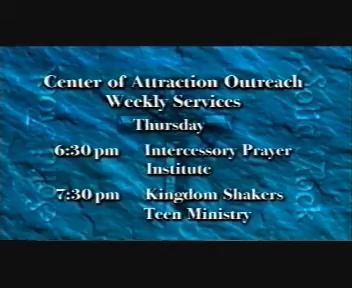 Center of Attraction Outreach
Weekly Services
Thursday
6:30 pm Intercessory Prayer
Institute
7:30 pm Kingdom Shakers
Teen Ministry